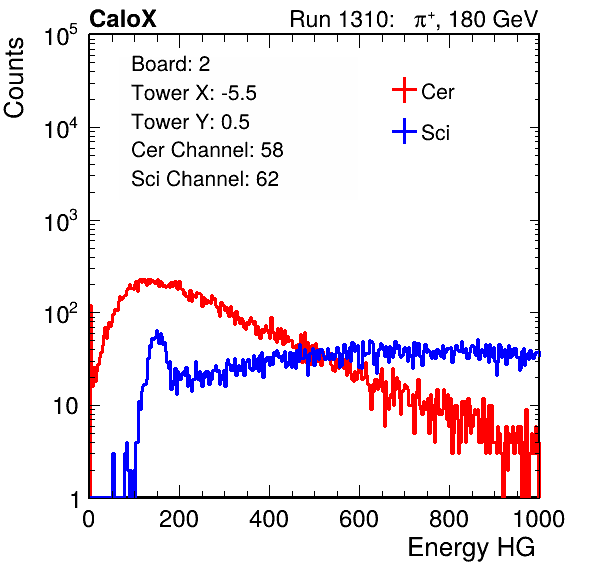 CaloX Run 1310: π⁺, 180 GeV
Counts
10⁵
10⁴
10³
10²
10
1
Board: 2
Tower X: -5.5
Tower Y: 0.5
Cer Channel: 58
Sci Channel: 62
Cer
Sci
0 200 400 600 800 1000
Energy HG